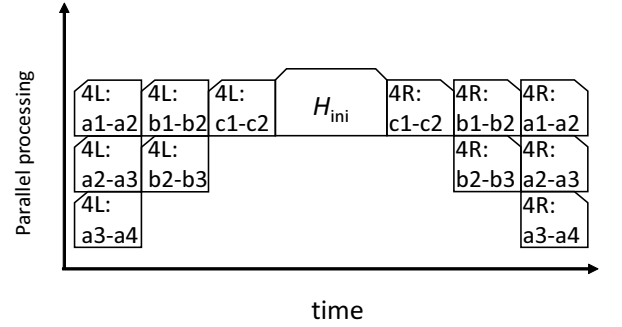 Parallel processing
4L:
a1-a2
4L:
b1-b2
4L:
c1-c2
Hini
4R:
c1-c2
4R:
b1-b2
4R:
a1-a2
4L:
a2-a3
4L:
b2-b3
4R:
b2-b3
4R:
a2-a3
4L:
a3-a4
4R:
a3-a4
time